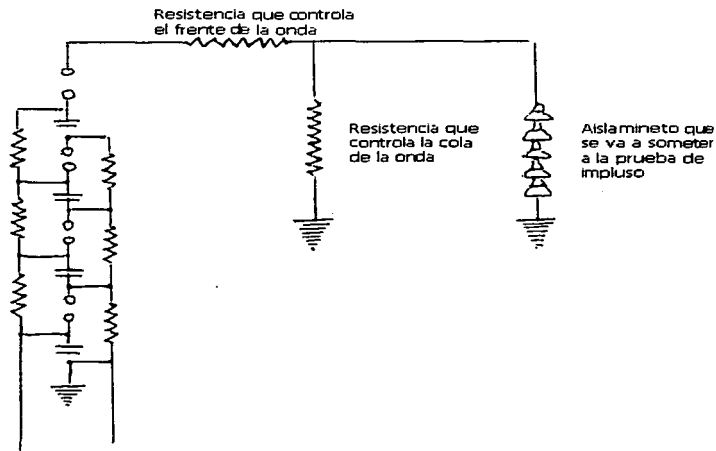 Resistencia que controla
el frente de la onda
Resistencia que
controla la cola
de la onda
Aislamineto que
se va a someter
a la prueba de
impluso